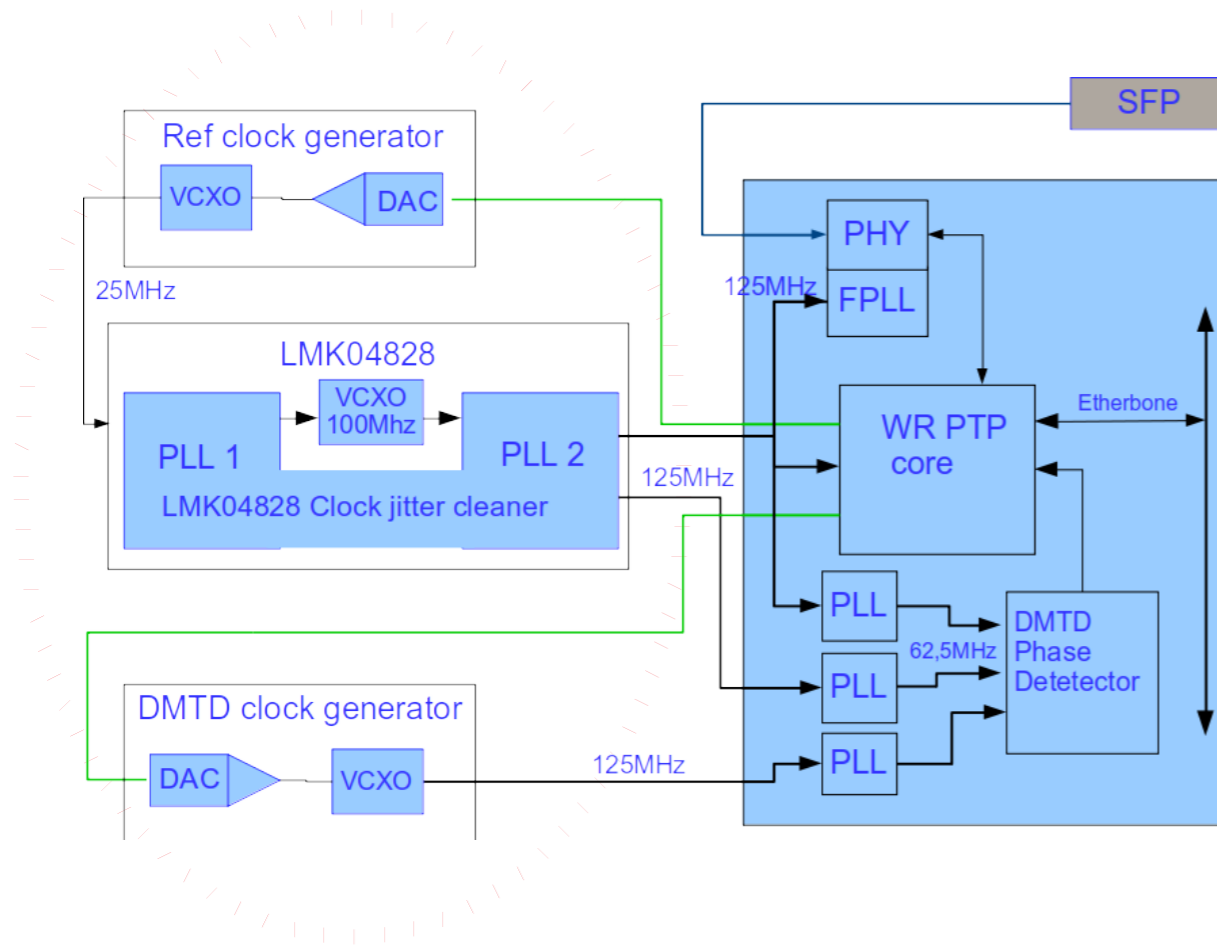 SFP
Ref clock generator
VCXO
DAC
25MHz
PHY
125MHz
FPLL
LMK04828
VCXO
100Mhz
PLL 1
PLL 2
LMK04828 Clock jitter cleaner
125MHz
WR PTP
core
Etherbone
PLL
DMTD
Phase
Detetector
62,5MHz
PLL
PLL
DMTD clock generator
DAC
VCXO
125MHz